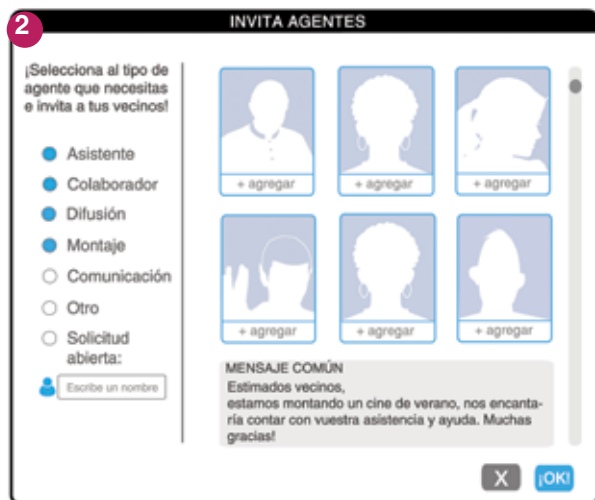 2
INVITA AGENTES
¡Selecciona al tipo de
agente que necesitas
e invita a tus vecinos!
Asistente
Colaborador
Difusión
Montaje
Comunicación
Otro
Solicitud
abierta:
Escribe un nombre
+ agregar
+ agregar
+ agregar
+ agregar
+ agregar
+ agregar
MENSAJE COMÚN
Estimados vecinos,
estamos montando un cine de verano, nos encanta-
ría contar con vuestra asistencia y ayuda. Muchas
gracias!
X
¡OK!